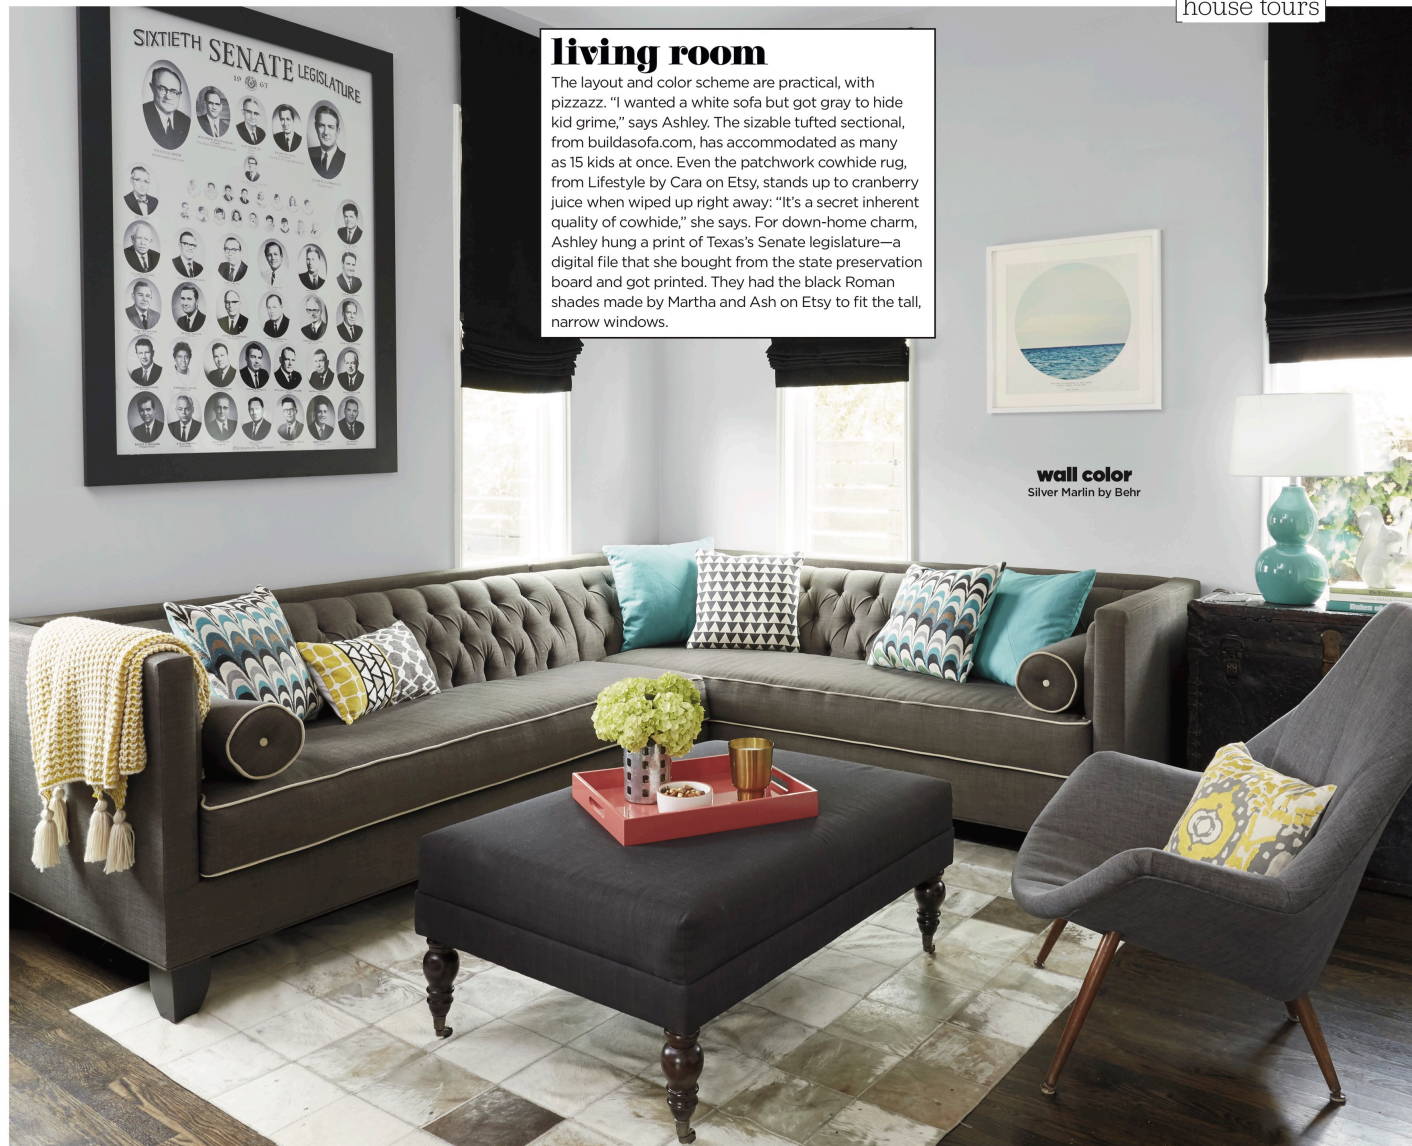 house tours
SIXTIETH SENATE LEGISLATURE
19 67
living room
The layout and color scheme are practical, with
pizzazz. “I wanted a white sofa but got gray to hide
kid grime,” says Ashley. The sizable tufted sectional,
from buildasofa.com, has accommodated as many
as 15 kids at once. Even the patchwork cowhide rug,
from Lifestyle by Cara on Etsy, stands up to cranberry
juice when wiped up right away: “It’s a secret inherent
quality of cowhide,” she says. For down-home charm,
Ashley hung a print of Texas’s Senate legislature—a
digital file that she bought from the state preservation
board and got printed. They had the black Roman
shades made by Martha and Ash on Etsy to fit the tall,
narrow windows.
wall color
Silver Marlin by Behr